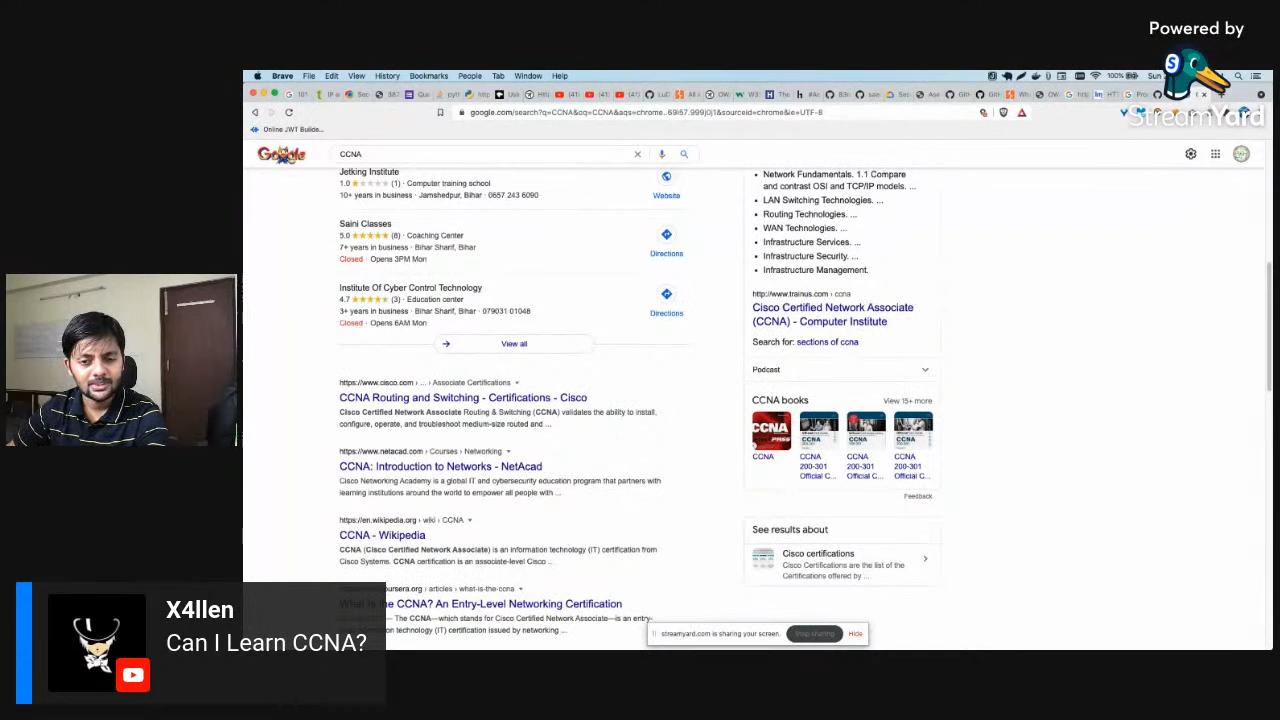 Powered by
StreamYard
Brave File Edit View History Bookmarks People Tab Window Help
100%
google.com/search?q=CCNA&oq=CCNA&aqs=chrome..69i57.999j0j1&sourceid=chrome&ie=UTF-8
Online JWT Builde...
Google
CCNA
Jetking Institute
1.0 (1) · Computer training school
10+ years in business · Jamshedpur, Bihar · 0657 243 6090
Website
Saini Classes
5.0 (8) · Coaching Center
7+ years in business · Bihar Sharif, Bihar
Closed · Opens 3PM Mon
Directions
Institute Of Cyber Control Technology
4.7 (3) · Education center
3+ years in business · Bihar Sharif, Bihar · 079031 01048
Closed · Opens 6AM Mon
Directions
View all
https://www.cisco.com › ... › Associate Certifications
CCNA Routing and Switching - Certifications - Cisco
Cisco Certified Network Associate Routing & Switching (CCNA) validates the ability to install,
configure, operate, and troubleshoot medium-size routed and ...
https://www.netacad.com › Courses › Networking
CCNA: Introduction to Networks - NetAcad
Cisco Networking Academy is a global IT and cybersecurity education program that partners with
learning institutions around the world to empower all people with ...
https://en.wikipedia.org › wiki › CCNA
CCNA - Wikipedia
CCNA (Cisco Certified Network Associate) is an information technology (IT) certification from
Cisco Systems. CCNA certification is an associate-level Cisco ...
oursera.org › articles › what-is-the-ccna
What Is the CCNA? An Entry-Level Networking Certification
The CCNA—which stands for Cisco Certified Network Associate—is an entry-
information technology (IT) certification issued by networking ...
Network Fundamentals. 1.1 Compare
and contrast OSI and TCP/IP models. ...
LAN Switching Technologies. ...
Routing Technologies. ...
WAN Technologies. ...
Infrastructure Services. ...
Infrastructure Security. ...
Infrastructure Management.
http://www.trainus.com › ccna
Cisco Certified Network Associate
(CCNA) - Computer Institute
Search for: sections of ccna
Podcast
CCNA books
View 15+ more
CCNA
CCNA
200-301
Official C...
CCNA
200-301
Official C...
CCNA
200-301
Official C...
Feedback
See results about
Cisco certifications
Cisco Certifications are the list of the
Certifications offered by ...
streamyard.com is sharing your screen.
Stop sharing
Hide
X4llen
Can I Learn CCNA?